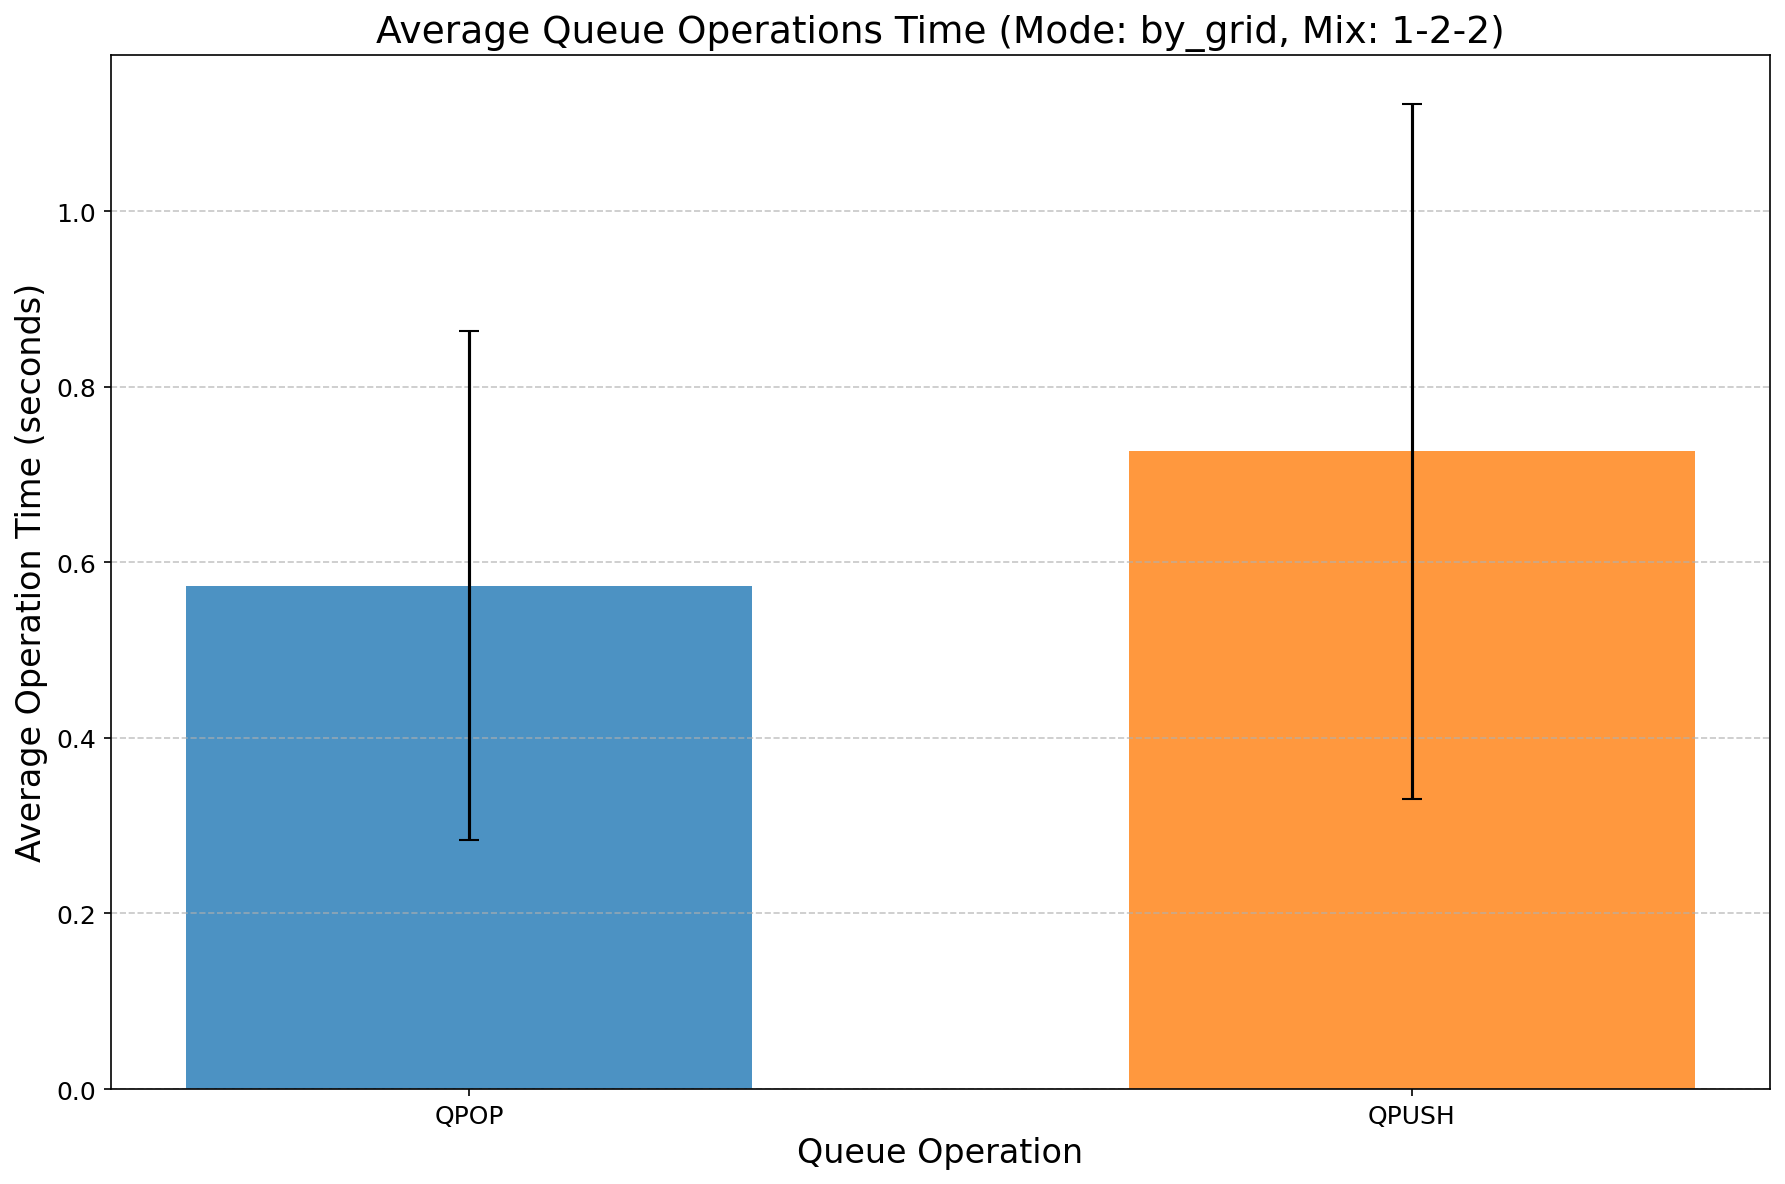 Average Queue Operations Time (Mode: by_grid, Mix: 1-2-2)
Average Operation Time (seconds)
1.0
0.8
0.6
0.4
0.2
0.0
QPOP
QPUSH
Queue Operation